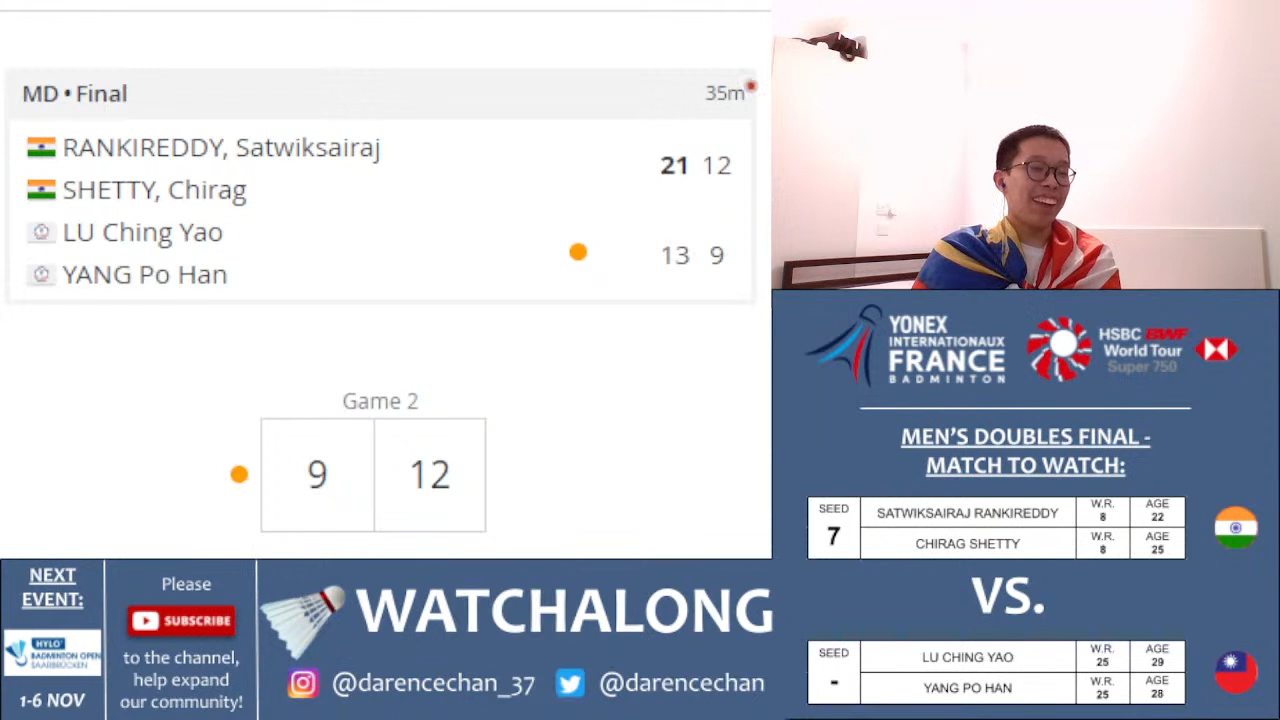 MD • Final
35m
RANKIREDDY, Satwiksairaj
SHETTY, Chirag
21 12
LU Ching Yao
YANG Po Han
13 9
Game 2
9 12
YONEX
INTERNATIONAUX
FRANCE
BADMINTON
HSBC BWF
World Tour
Super 750
MEN'S DOUBLES FINAL -
MATCH TO WATCH:
SEED
7
SATWIKSAIRAJ RANKIREDDY
W.R.
8
AGE
22
CHIRAG SHETTY
W.R.
8
AGE
25
VS.
SEED
-
LU CHING YAO
W.R.
25
AGE
29
YANG PO HAN
W.R.
25
AGE
28
NEXT
EVENT:
HYLO
BADMINTON OPEN
SAARBRÜCKEN
1-6 NOV
Please
SUBSCRIBE
to the channel,
help expand
our community!
WATCHALONG
@darencechan_37
@darencechan